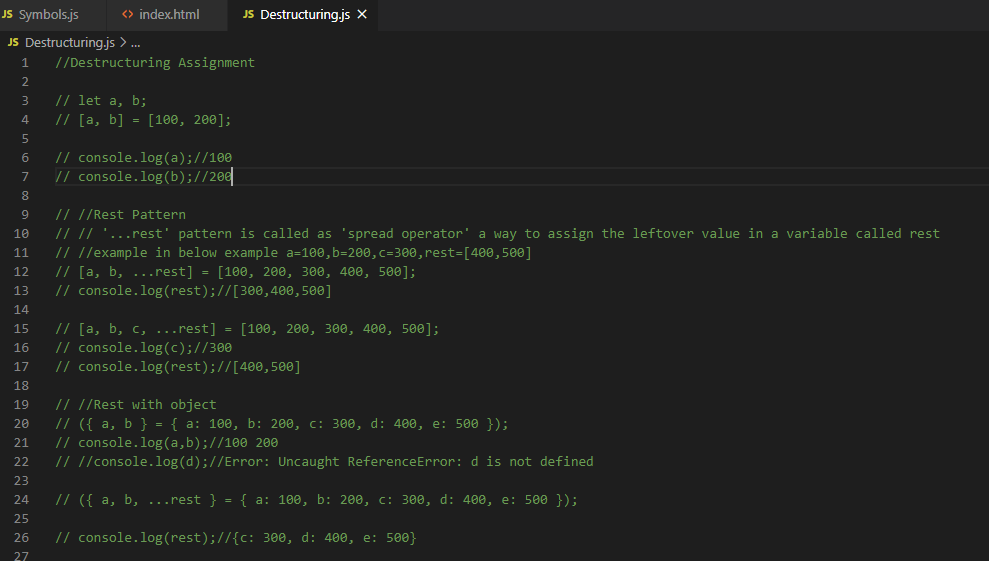 JS Symbols.js <> index.html JS Destructuring.js ×
JS Destructuring.js > ...
1 //Destructuring Assignment
2
3 // let a, b;
4 // [a, b] = [100, 200];
5
6 // console.log(a);//100
7 // console.log(b);//200
8
9 // //Rest Pattern
10 // // '...rest' pattern is called as 'spread operator' a way to assign the leftover value in a variable called rest
11 // //example in below example a=100,b=200,c=300,rest=[400,500]
12 // [a, b, ...rest] = [100, 200, 300, 400, 500];
13 // console.log(rest);//[300,400,500]
14
15 // [a, b, c, ...rest] = [100, 200, 300, 400, 500];
16 // console.log(c);//300
17 // console.log(rest);//[400,500]
18
19 // //Rest with object
20 // ({ a, b } = { a: 100, b: 200, c: 300, d: 400, e: 500 });
21 // console.log(a,b);//100 200
22 // //console.log(d);//Error: Uncaught ReferenceError: d is not defined
23
24 // ({ a, b, ...rest } = { a: 100, b: 200, c: 300, d: 400, e: 500 });
25
26 // console.log(rest);//{c: 300, d: 400, e: 500}
27